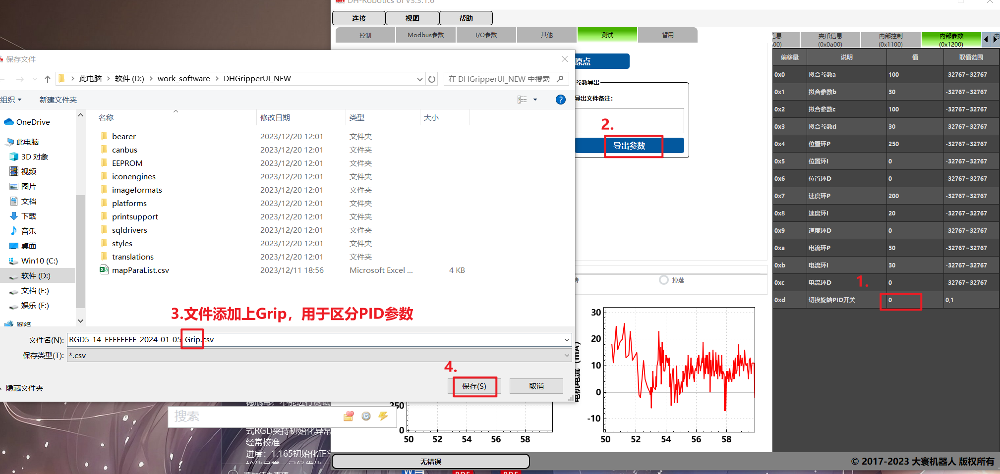 DH-Robotics UI V3.3.1.6
连接 视图 帮助
控制 Modbus参数 I/O参数 其他 测试 暂用
保存文件
此电脑 › 软件 (D:) › work_software › DHGripperUI_NEW
在 DHGripperUI_NEW 中搜索
组织 新建文件夹
名称 修改日期 类型 大小
OneDrive
此电脑
3D 对象
视频
图片
文档
下载
音乐
桌面
Win10 (C:)
软件 (D:)
文档 (E:)
娱乐 (F:)
网络
bearer 2023/12/20 12:01 文件夹
canbus 2023/12/20 12:01 文件夹
EEPROM 2023/12/20 12:01 文件夹
iconengines 2023/12/20 12:01 文件夹
imageformats 2023/12/20 12:01 文件夹
platforms 2023/12/20 12:01 文件夹
printsupport 2023/12/20 12:01 文件夹
sqldrivers 2023/12/20 12:01 文件夹
styles 2023/12/20 12:01 文件夹
translations 2023/12/20 12:01 文件夹
mapParaList.csv 2023/12/11 18:56 Microsoft Excel ... 4 KB
3.文件添加上Grip，用于区分PID参数
文件名(N): RGD5-14_FFFFFFFF_2024-01-05_Grip.csv
保存类型(T): *.csv
4.
隐藏文件夹
保存(S) 取消
原点
参数导出
导出文件备注：
2.
导出参数
转 掉落
信息 夹爪信息 内部控制 内部参数 内
00) (0x0a00) (0x1100) (0x1200)
偏移量 说明 值 取值范围
0x0 拟合参数a 100 -32767~32767
0x1 拟合参数b 30 -32767~32767
0x2 拟合参数c 100 -32767~32767
0x3 拟合参数d 30 -32767~32767
0x4 位置环P 250 -32767~32767
0x5 位置环I 0 -32767~32767
0x6 位置环D 0 -32767~32767
0x7 速度环P 200 -32767~32767
0x8 速度环I 20 -32767~32767
0x9 速度环D 0 -32767~32767
0xa 电流环P 50 -32767~32767
0xb 电流环I 30 -32767~32767
0xc 电流环D 0 -32767~32767
1.
0xd 切换旋转PID开关 0 0,1
电机电流 (mA)
30
20
10
0
-10
50 52 54 56 58
250
0
50 52 54 56 58
搜索
稳瓶盖，不能进行测试
式RGD夹持初始化异常
经常校准
进度：1.165初始化正常
无错误
© 2017-2023 大寰机器人 版权所有